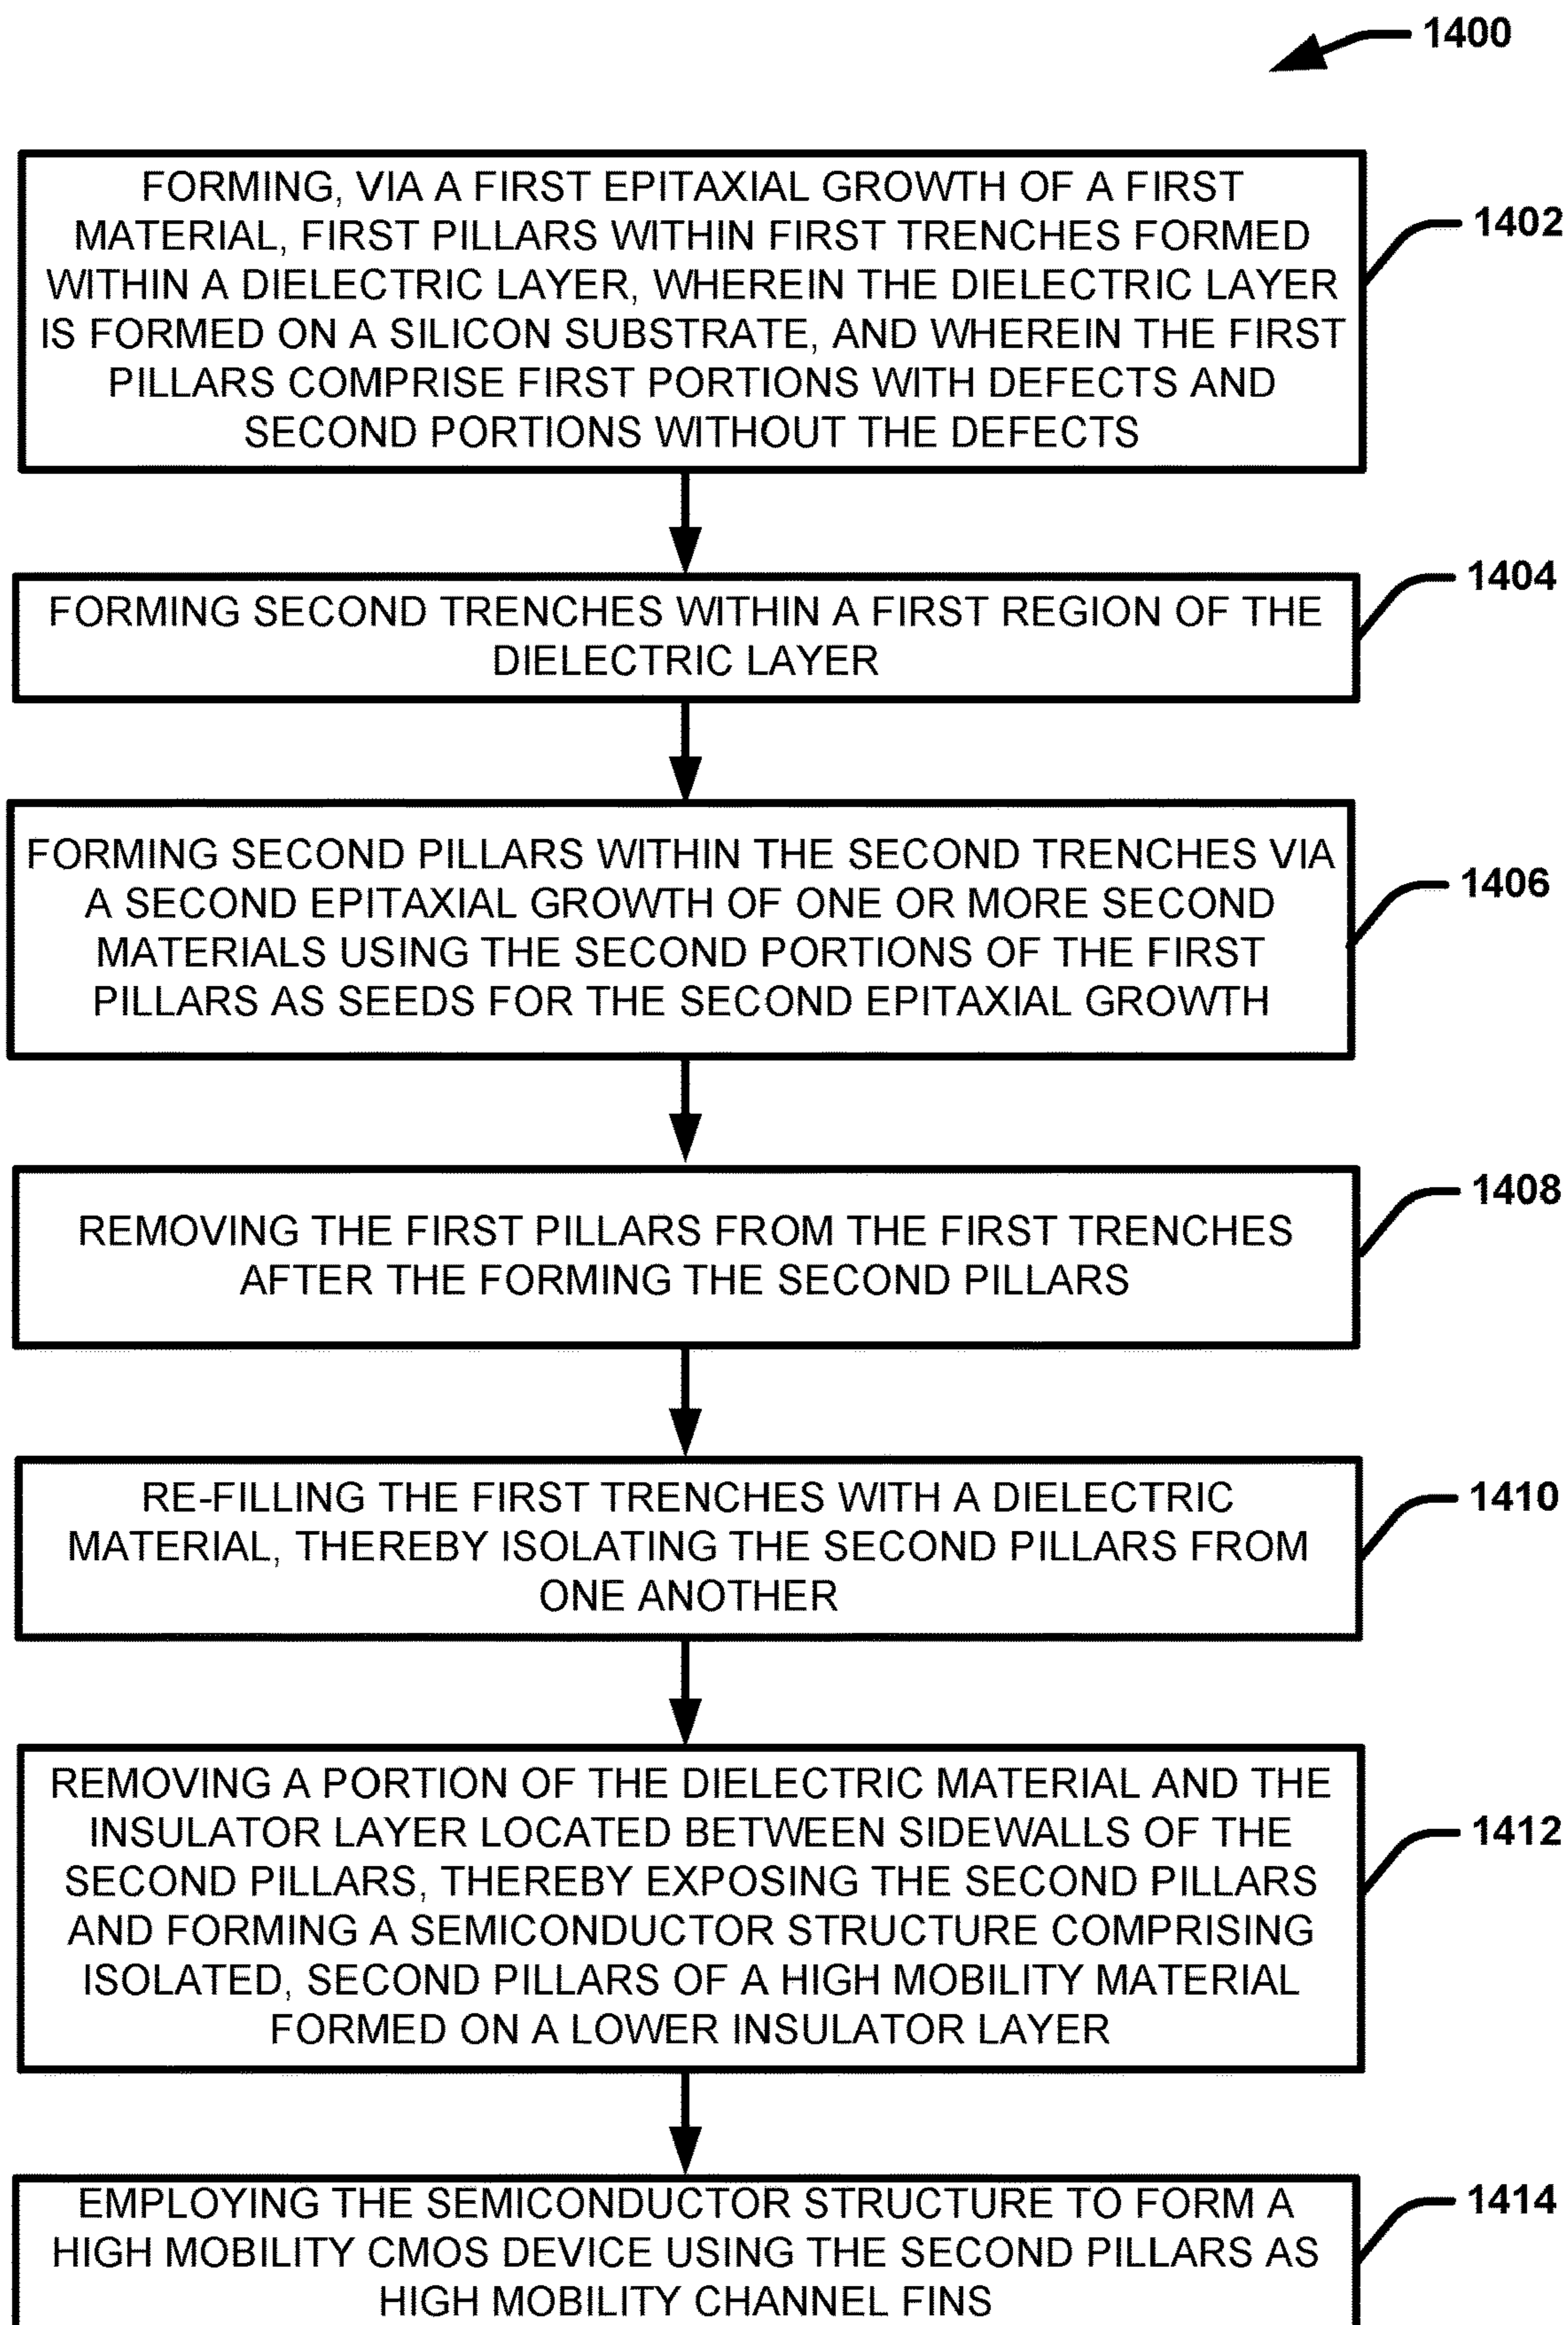 1400
FORMING, VIA A FIRST EPITAXIAL GROWTH OF A FIRST
MATERIAL, FIRST PILLARS WITHIN FIRST TRENCHES FORMED
WITHIN A DIELECTRIC LAYER, WHEREIN THE DIELECTRIC LAYER
IS FORMED ON A SILICON SUBSTRATE, AND WHEREIN THE FIRST
PILLARS COMPRISE FIRST PORTIONS WITH DEFECTS AND
SECOND PORTIONS WITHOUT THE DEFECTS
1402
FORMING SECOND TRENCHES WITHIN A FIRST REGION OF THE
DIELECTRIC LAYER
1404
FORMING SECOND PILLARS WITHIN THE SECOND TRENCHES VIA
A SECOND EPITAXIAL GROWTH OF ONE OR MORE SECOND
MATERIALS USING THE SECOND PORTIONS OF THE FIRST
PILLARS AS SEEDS FOR THE SECOND EPITAXIAL GROWTH
1406
REMOVING THE FIRST PILLARS FROM THE FIRST TRENCHES
AFTER THE FORMING THE SECOND PILLARS
1408
RE-FILLING THE FIRST TRENCHES WITH A DIELECTRIC
MATERIAL, THEREBY ISOLATING THE SECOND PILLARS FROM
ONE ANOTHER
1410
REMOVING A PORTION OF THE DIELECTRIC MATERIAL AND THE
INSULATOR LAYER LOCATED BETWEEN SIDEWALLS OF THE
SECOND PILLARS, THEREBY EXPOSING THE SECOND PILLARS
AND FORMING A SEMICONDUCTOR STRUCTURE COMPRISING
ISOLATED, SECOND PILLARS OF A HIGH MOBILITY MATERIAL
FORMED ON A LOWER INSULATOR LAYER
1412
EMPLOYING THE SEMICONDUCTOR STRUCTURE TO FORM A
HIGH MOBILITY CMOS DEVICE USING THE SECOND PILLARS AS
HIGH MOBILITY CHANNEL FINS
1414